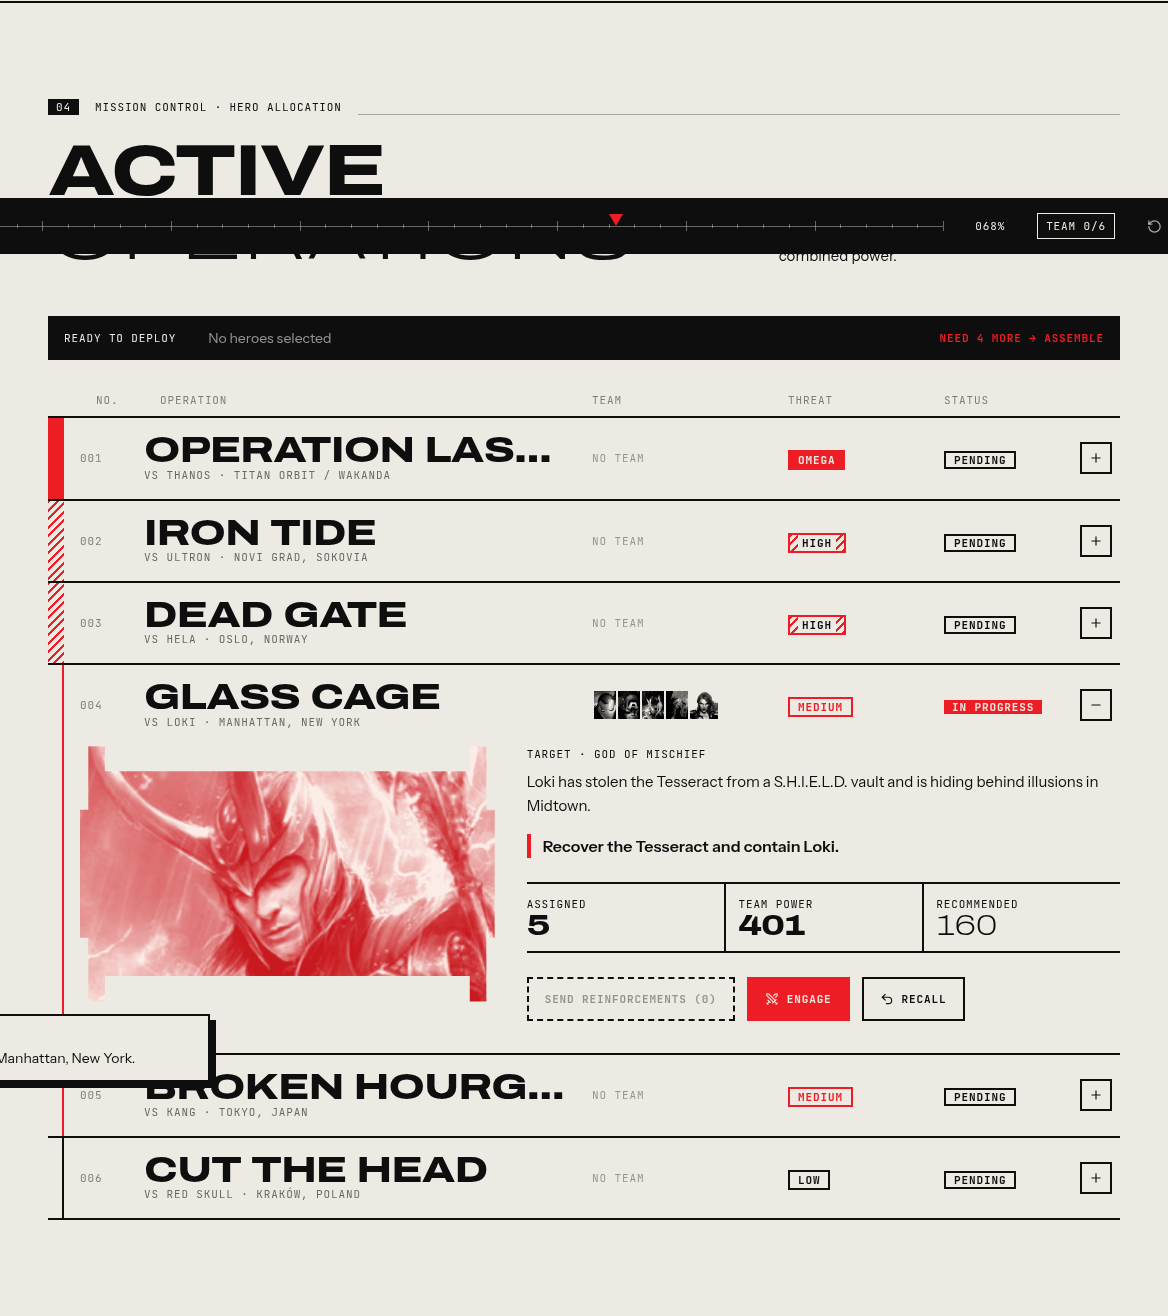 04 MISSION CONTROL · HERO ALLOCATION
ACTIVE
068% TEAM 0/6
OPERATIONS
combined power.
READY TO DEPLOY No heroes selected NEED 4 MORE → ASSEMBLE
NO. OPERATION TEAM THREAT STATUS
001 OPERATION LAS... NO TEAM OMEGA PENDING +
VS THANOS · TITAN ORBIT / WAKANDA
002 IRON TIDE NO TEAM HIGH PENDING +
VS ULTRON · NOVI GRAD, SOKOVIA
003 DEAD GATE NO TEAM HIGH PENDING +
VS HELA · OSLO, NORWAY
004 GLASS CAGE MEDIUM IN PROGRESS −
VS LOKI · MANHATTAN, NEW YORK
TARGET · GOD OF MISCHIEF
Loki has stolen the Tesseract from a S.H.I.E.L.D. vault and is hiding behind illusions in
Midtown.
Recover the Tesseract and contain Loki.
ASSIGNED TEAM POWER RECOMMENDED
5 401 160
SEND REINFORCEMENTS (0) ENGAGE RECALL
Manhattan, New York.
005 BROKEN HOURG... NO TEAM MEDIUM PENDING +
VS KANG · TOKYO, JAPAN
006 CUT THE HEAD NO TEAM LOW PENDING +
VS RED SKULL · KRAKÓW, POLAND